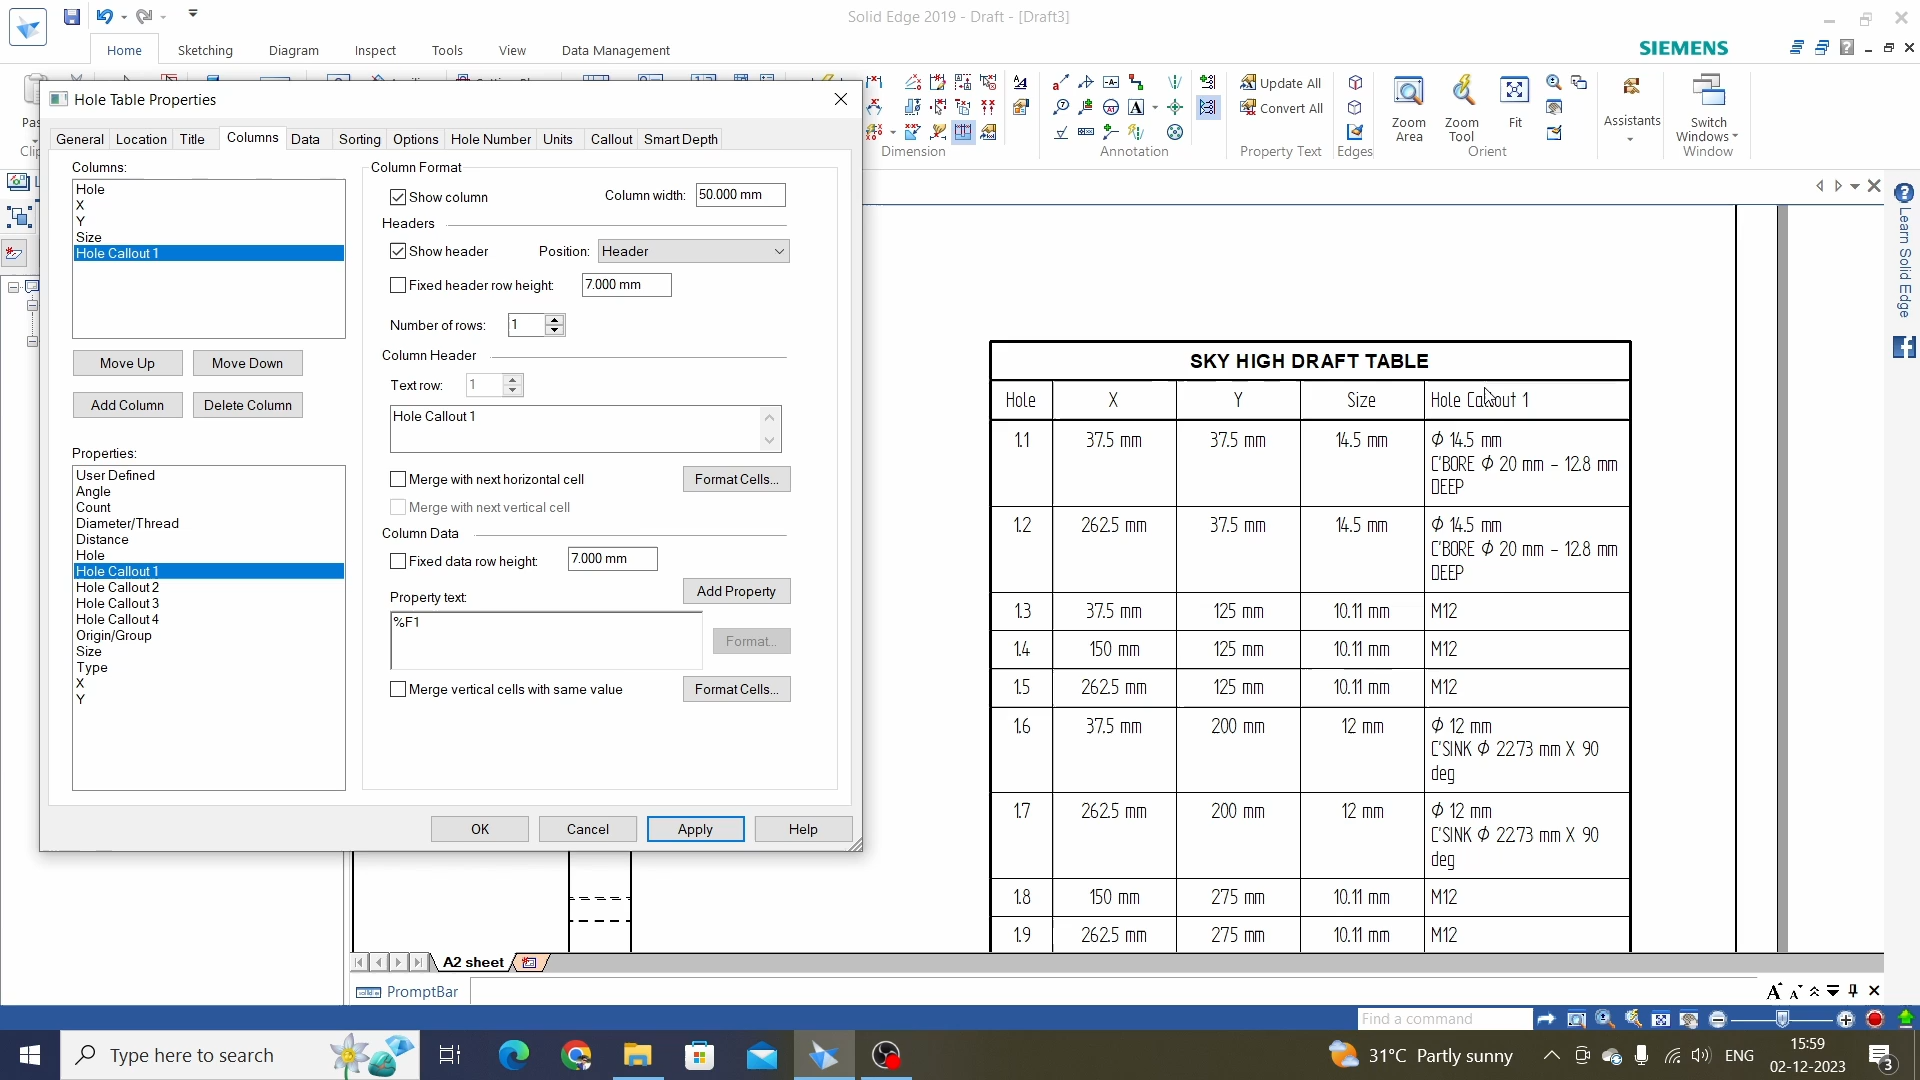 Solid Edge 2019 - Draft - [Draft3]
Home
Sketching
Diagram
Inspect
Tools
View
Data Management
SIEMENS
Update All
Convert All
Zoom Area
Zoom Tool
Fit
Assistants
Switch Windows
Dimension
Annotation
Property Text
Edges
Orient
Window
Hole Table Properties
General
Location
Title
Columns
Data
Sorting
Options
Hole Number
Units
Callout
Smart Depth
Columns:
Hole
X
Y
Size
Hole Callout 1
Move Up
Move Down
Add Column
Delete Column
Properties:
User Defined
Angle
Count
Diameter/Thread
Distance
Hole
Hole Callout 1
Hole Callout 2
Hole Callout 3
Hole Callout 4
Origin/Group
Size
Type
X
Y
Column Format
Show column
Column width: 50.000 mm
Headers
Show header
Position: Header
Fixed header row height: 7.000 mm
Number of rows: 1
Column Header
Text row: 1
Hole Callout 1
Merge with next horizontal cell
Format Cells...
Merge with next vertical cell
Column Data
Fixed data row height: 7.000 mm
Property text:
Add Property
%F1
Format...
Merge vertical cells with same value
Format Cells...
OK
Cancel
Apply
Help
SKY HIGH DRAFT TABLE
Hole X Y Size Hole Callout 1
1.1 37.5 mm 37.5 mm 14.5 mm Φ 14.5 mm
C'BORE Φ 20 mm - 12.8 mm
DEEP
1.2 262.5 mm 37.5 mm 14.5 mm Φ 14.5 mm
C'BORE Φ 20 mm - 12.8 mm
DEEP
1.3 37.5 mm 125 mm 10.11 mm M12
1.4 150 mm 125 mm 10.11 mm M12
1.5 262.5 mm 125 mm 10.11 mm M12
1.6 37.5 mm 200 mm 12 mm Φ 12 mm
C'SINK Φ 22.73 mm X 90
deg
1.7 262.5 mm 200 mm 12 mm Φ 12 mm
C'SINK Φ 22.73 mm X 90
deg
1.8 150 mm 275 mm 10.11 mm M12
1.9 262.5 mm 275 mm 10.11 mm M12
Learn Solid Edge
A2 sheet
PromptBar
Find a command
Type here to search
31°C Partly sunny
ENG
15:59
02-12-2023
3